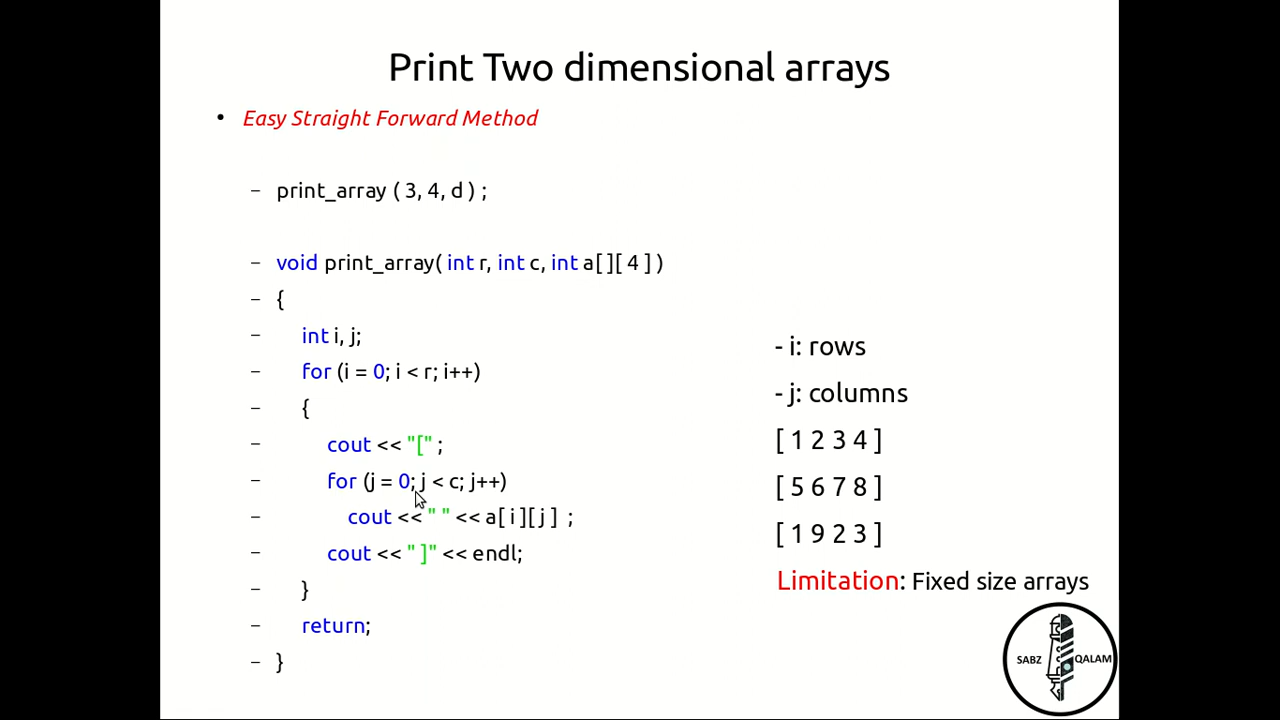 Print Two dimensional arrays
• Easy Straight Forward Method
– print_array ( 3, 4, d ) ;
– void print_array( int r, int c, int a[ ][ 4 ] )
– {
– int i, j;
– for (i = 0; i < r; i++)
– {
– cout << "[" ;
– for (j = 0; j < c; j++)
– cout << " " << a[ i ][ j ] ;
– cout << " ]" << endl;
– }
– return;
– }
- i: rows
- j: columns
[ 1 2 3 4 ]
[ 5 6 7 8 ]
[ 1 9 2 3 ]
Limitation: Fixed size arrays
SABZ QALAM